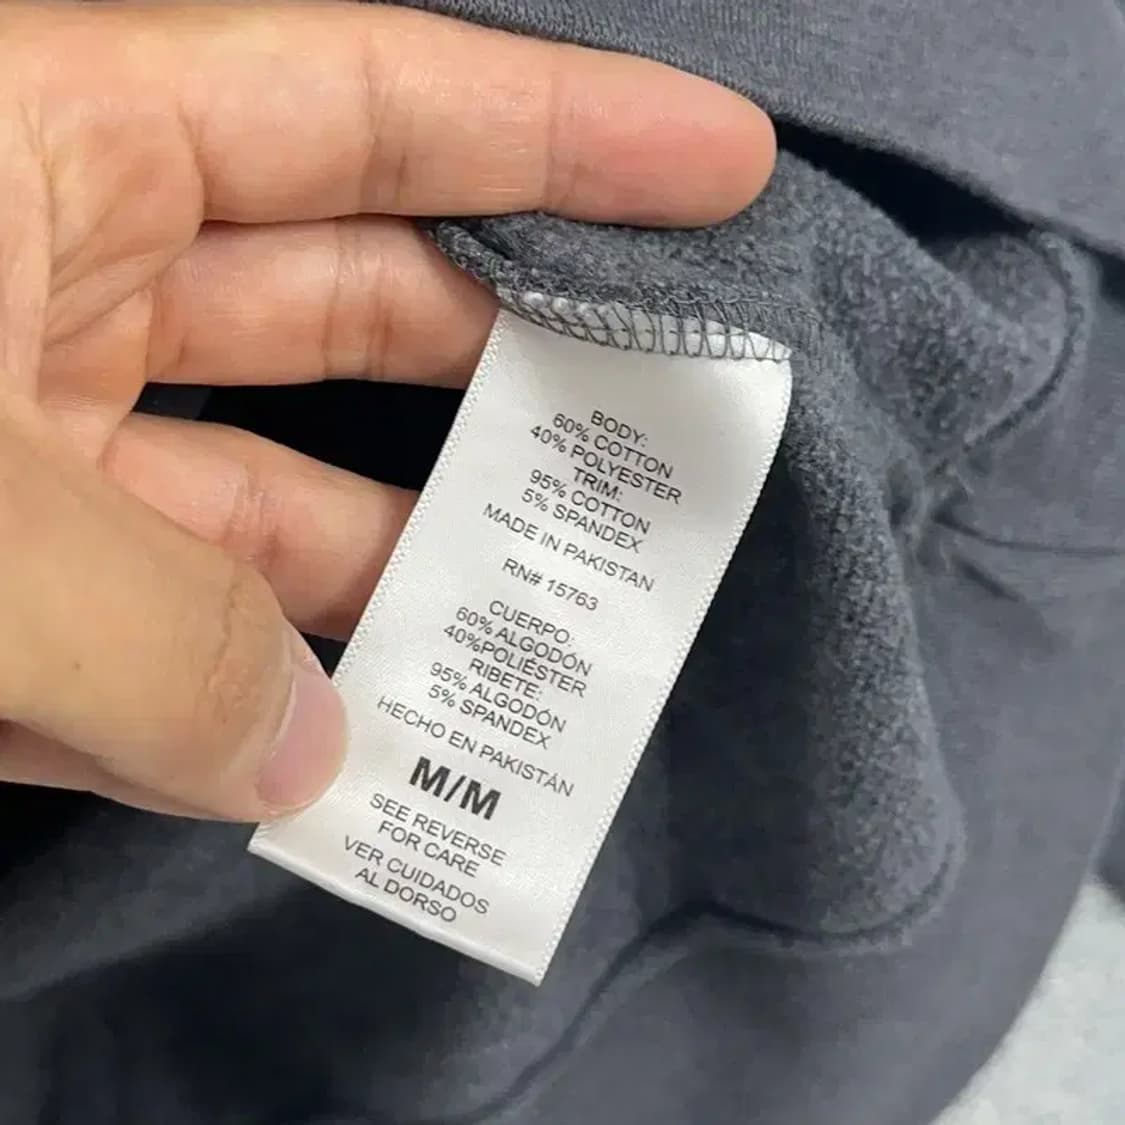 BODY:
60% COTTON
40% POLYESTER
TRIM:
95% COTTON
5% SPANDEX
MADE IN PAKISTAN
RN# 15763
CUERPO:
60% ALGODÓN
40%POLIÉSTER
RIBETE:
95% ALGODÓN
5% SPANDEX
HECHO EN PAKISTÁN
M/M
SEE REVERSE
FOR CARE
VER CUIDADOS
AL DORSO